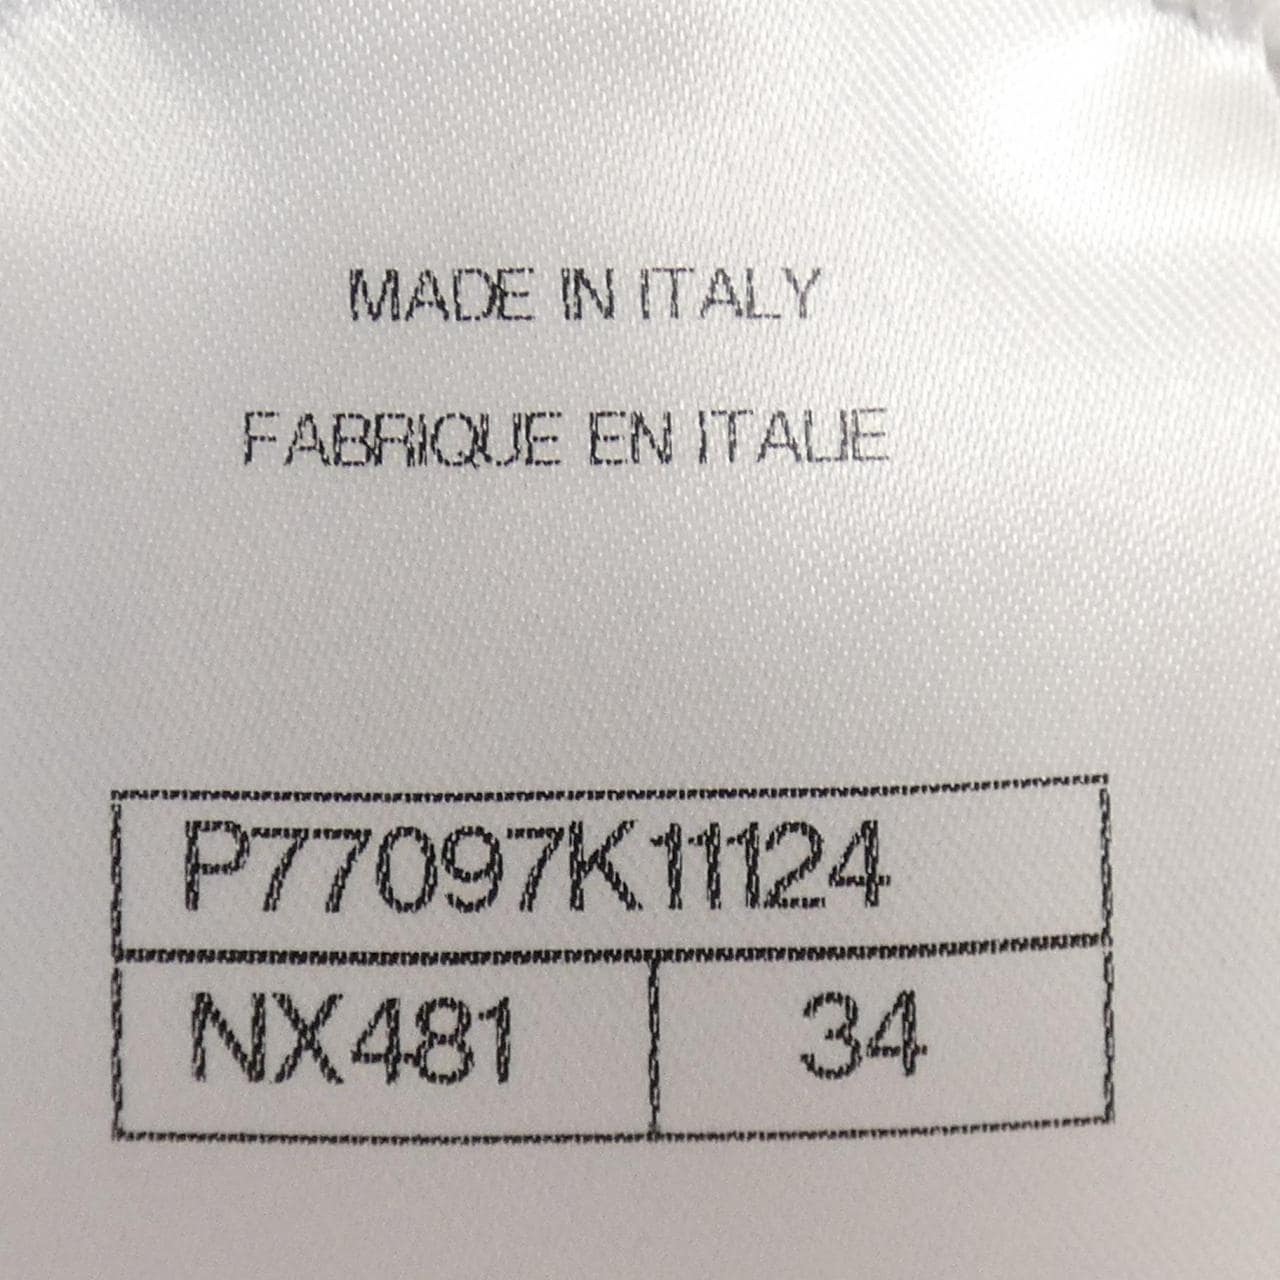 MADE IN ITALY
FABRIQUE EN ITALIE
P77097K11124
NX481
34